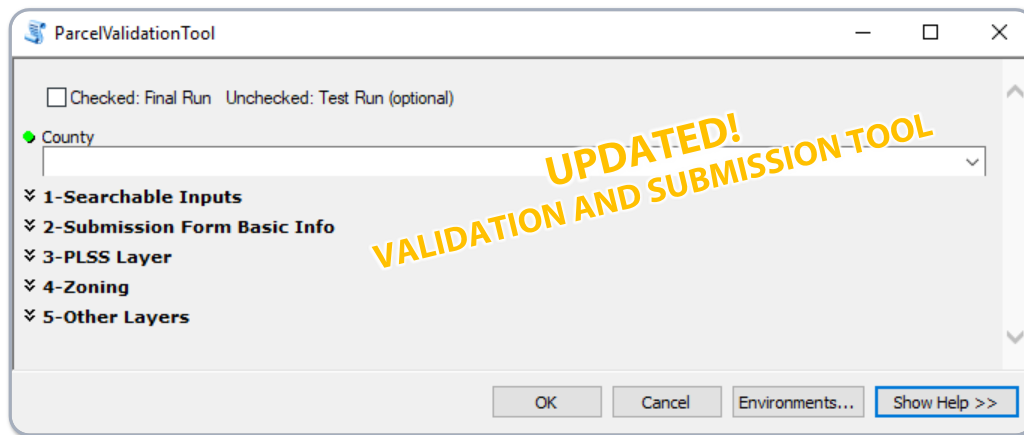 ParcelValidationTool
Checked: Final Run Unchecked: Test Run (optional)
County
UPDATED!
VALIDATION AND SUBMISSION TOOL
1-Searchable Inputs
2-Submission Form Basic Info
3-PLSS Layer
4-Zoning
5-Other Layers
OK Cancel Environments... Show Help >>